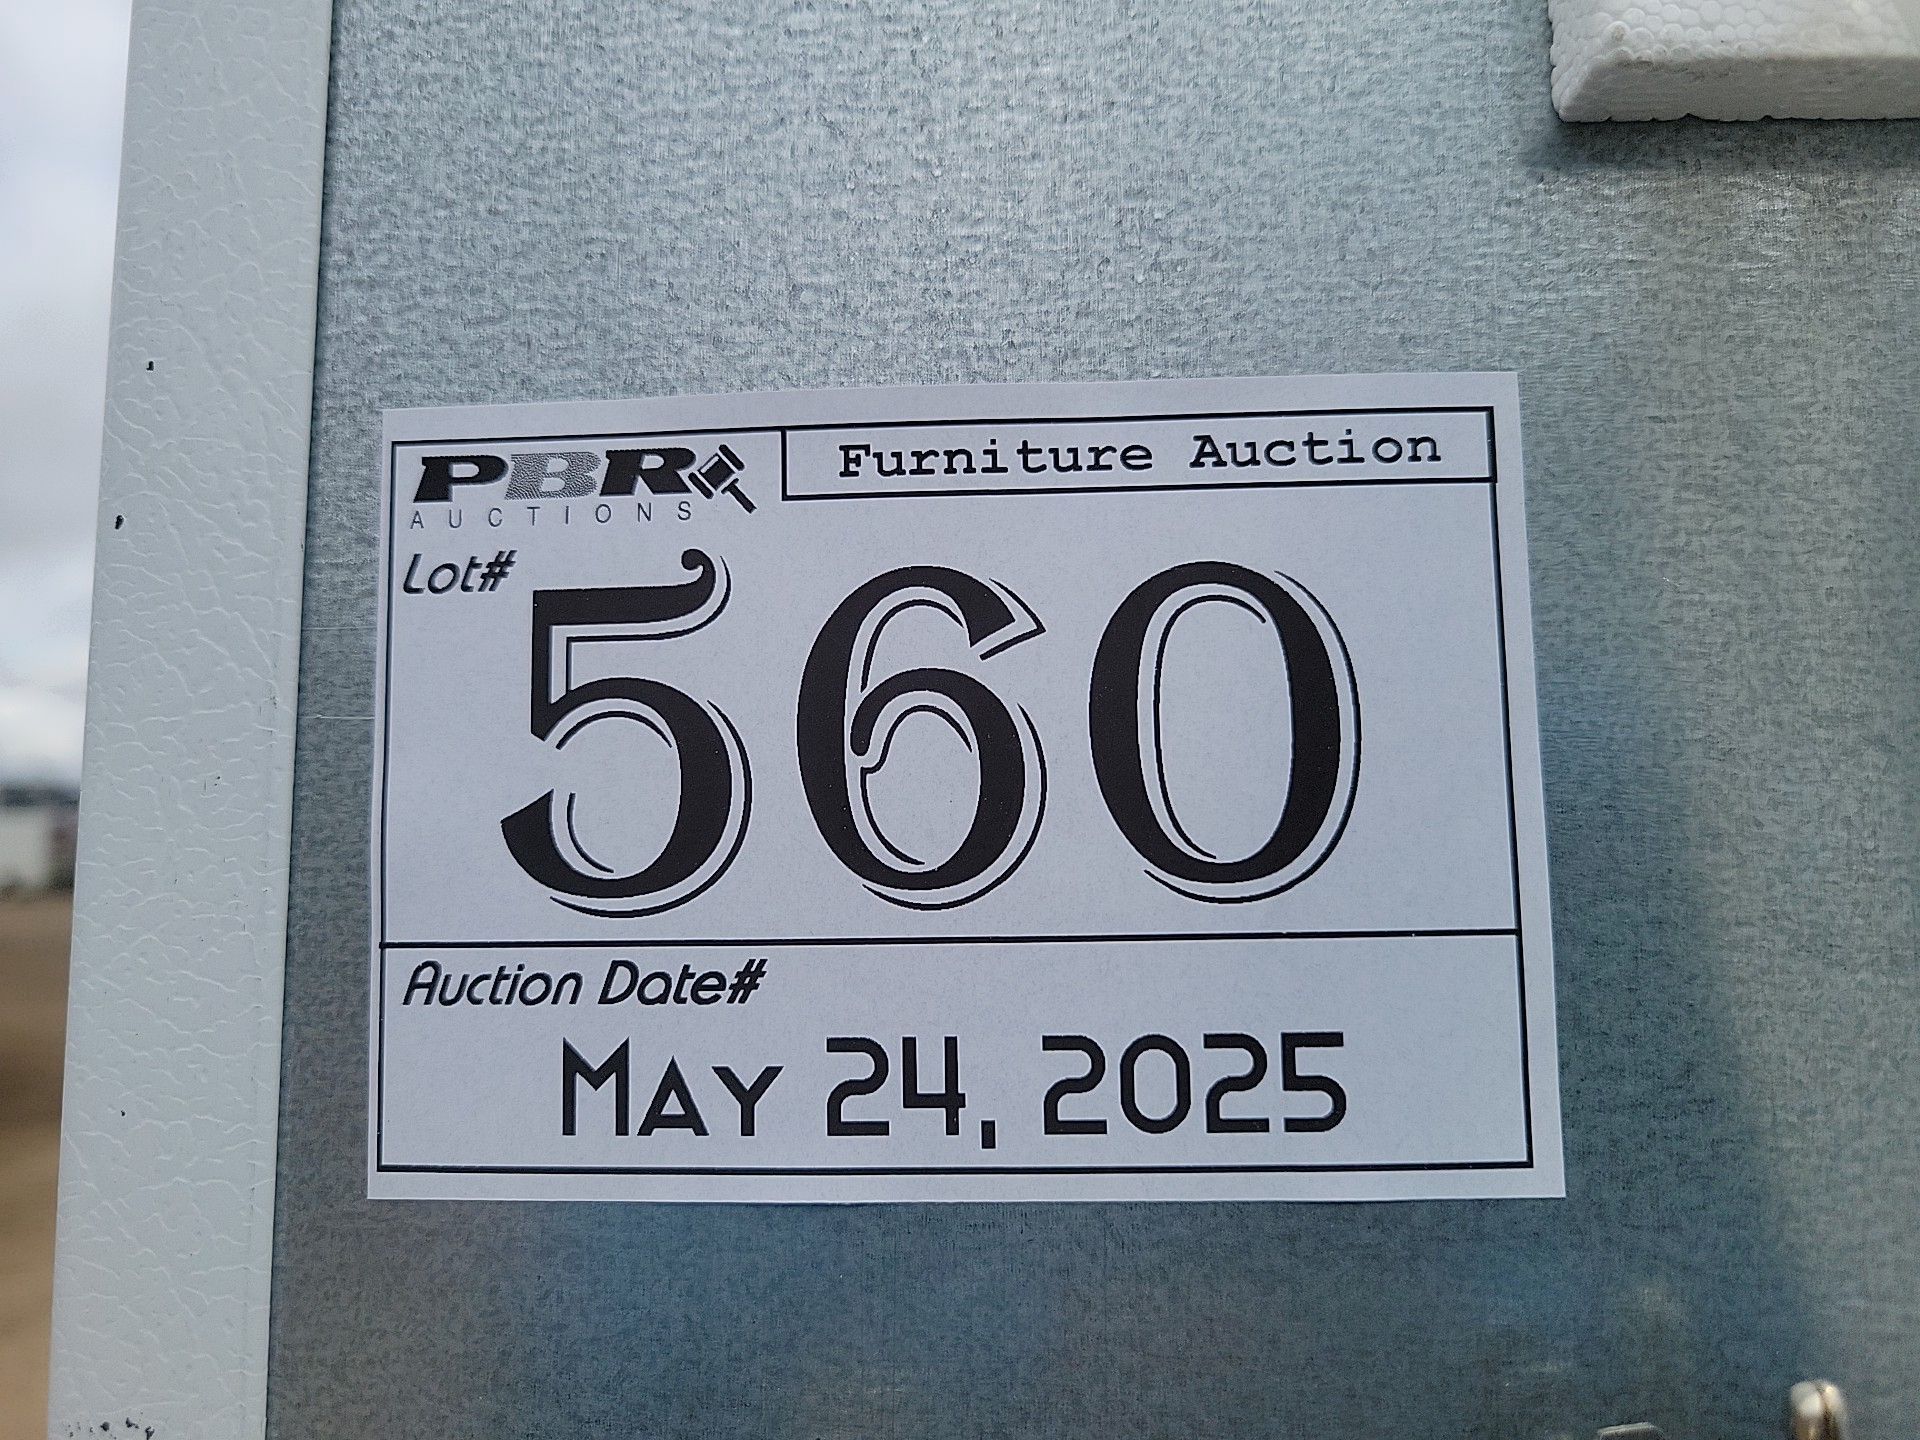 PBR
AUCTIONS
Furniture Auction
Lot#
560
Auction Date#
May 24, 2025